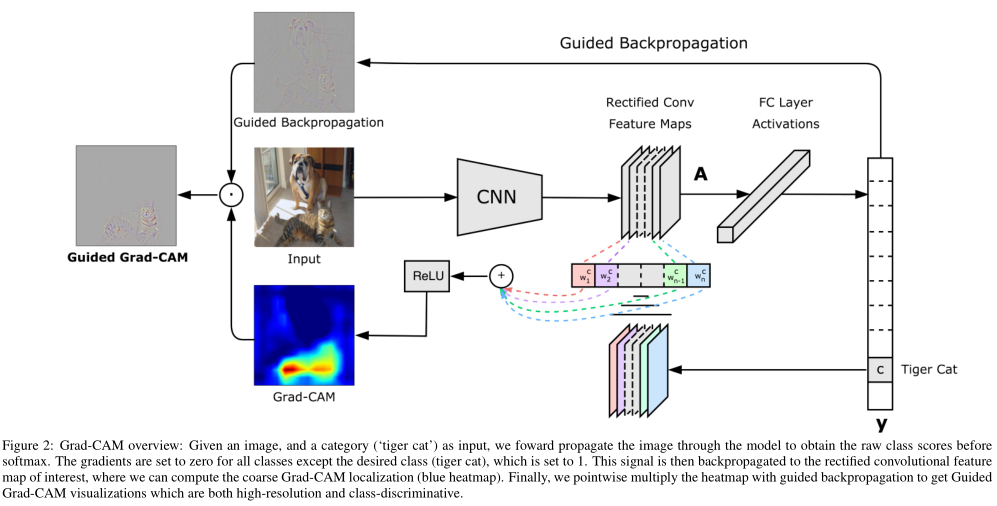 Guided Backpropagation
Guided Backpropagation
Rectified Conv
Feature Maps
FC Layer
Activations
A
CNN
Input
Guided Grad-CAM
w1c
w2c
wn-1c
wnc
+
ReLU
Grad-CAM
c
Tiger Cat
y
Figure 2: Grad-CAM overview: Given an image, and a category (‘tiger cat’) as input, we foward propagate the image through the model to obtain the raw class scores before
softmax. The gradients are set to zero for all classes except the desired class (tiger cat), which is set to 1. This signal is then backpropagated to the rectified convolutional feature
map of interest, where we can compute the coarse Grad-CAM localization (blue heatmap). Finally, we pointwise multiply the heatmap with guided backpropagation to get Guided
Grad-CAM visualizations which are both high-resolution and class-discriminative.